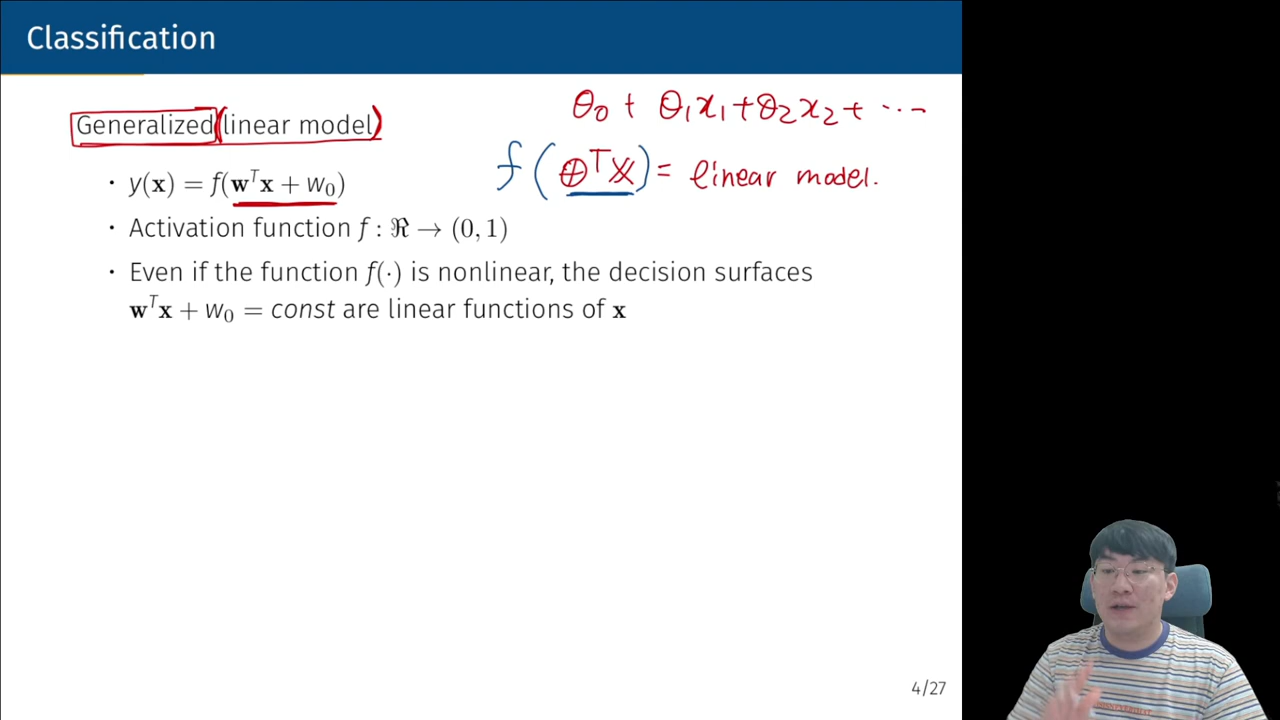 Classification
θ₀ + θ₁x₁ + θ₂x₂ + ⋯
Generalized (linear model)
f(⊕ᵀX) = linear model.
· y(x) = f(wᵀx + w₀)
· Activation function f : ℜ → (0, 1)
· Even if the function f(·) is nonlinear, the decision surfaces
wᵀx + w₀ = const are linear functions of x
4/27